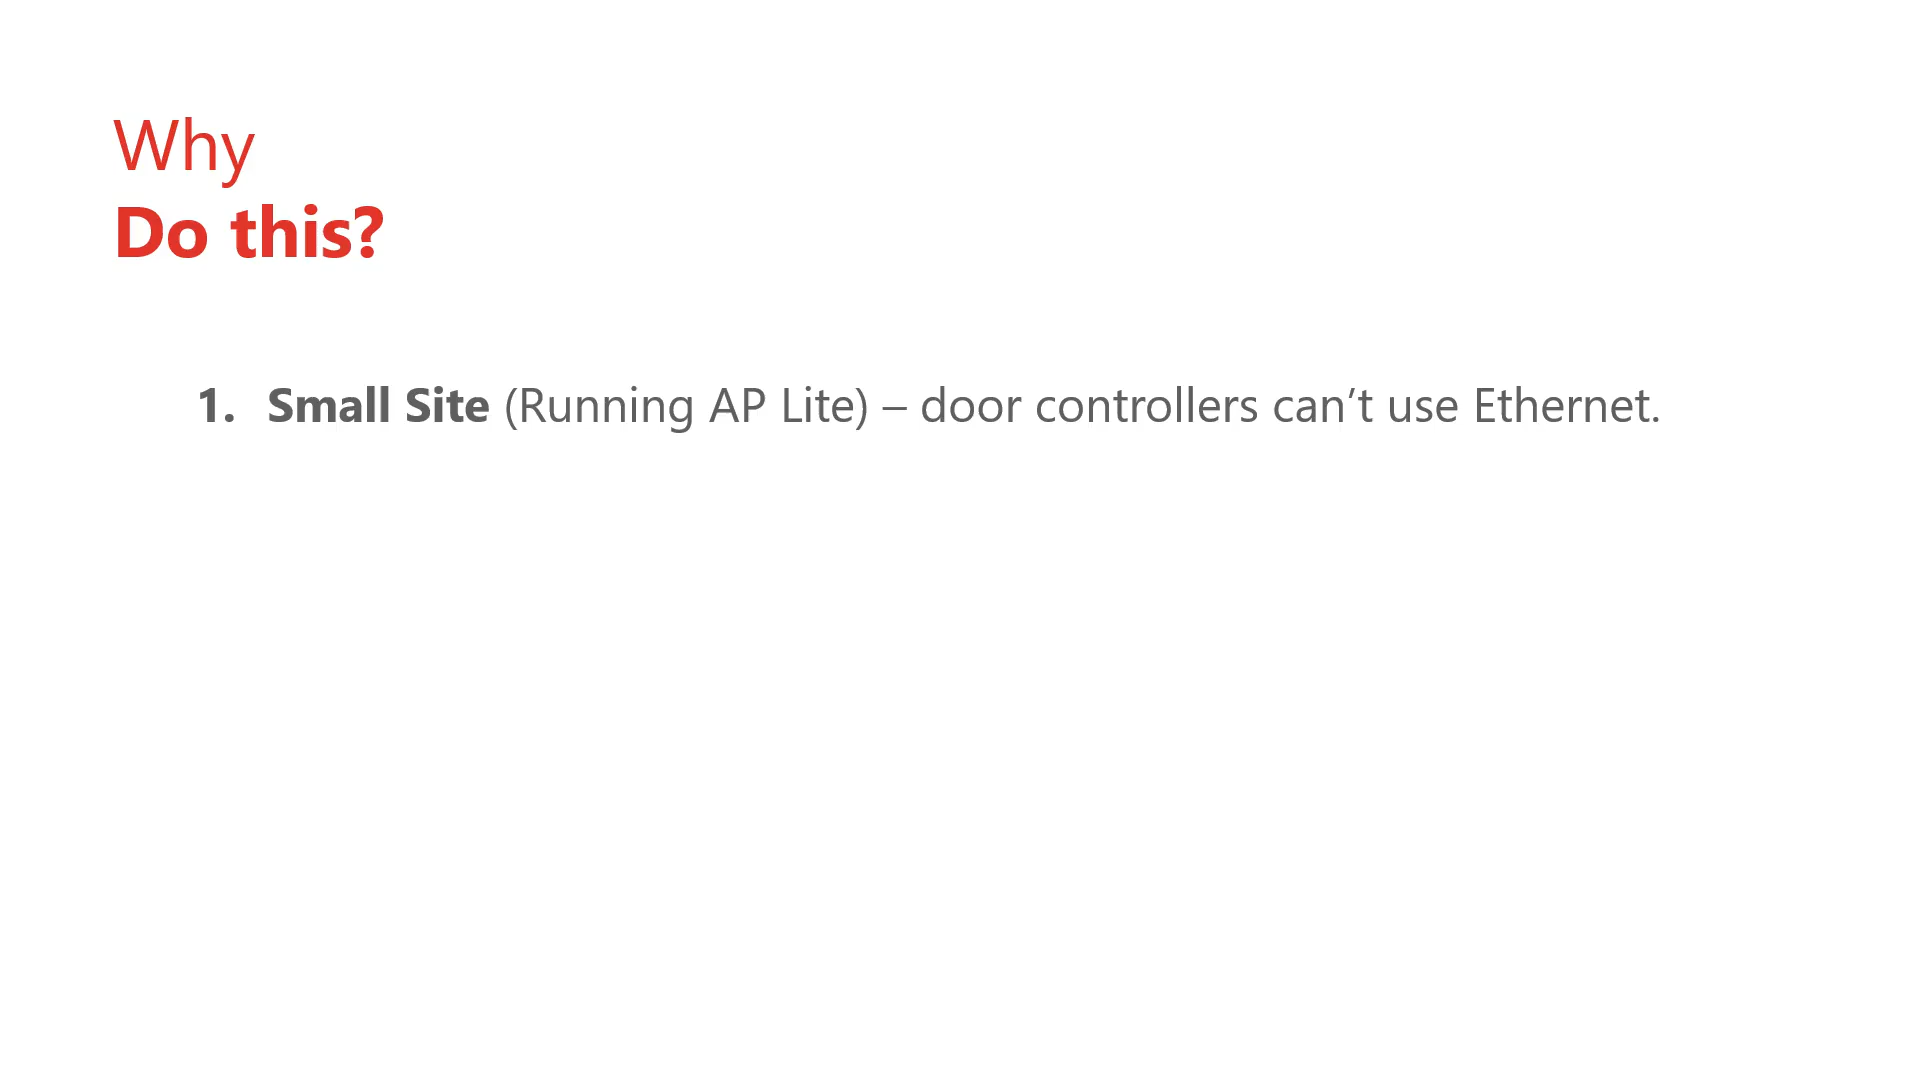 Why
Do this?
1. Small Site (Running AP Lite) – door controllers can’t use Ethernet.